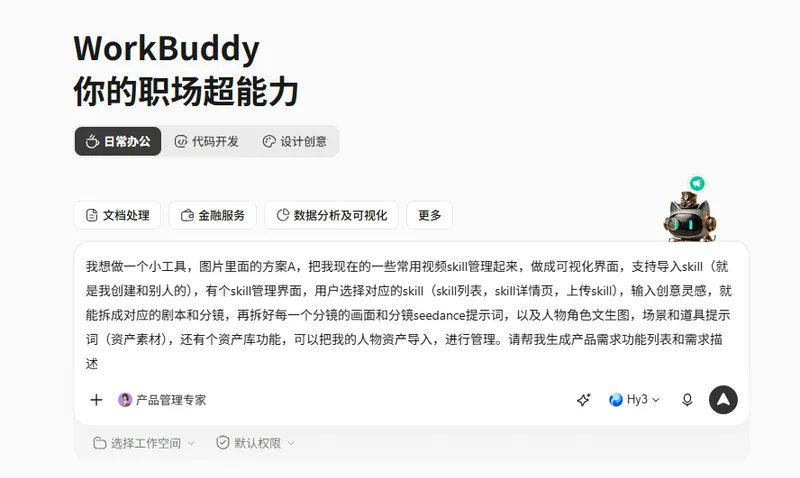 WorkBuddy
你的职场超能力
日常办公 代码开发 设计创意
文档处理 金融服务 数据分析及可视化 更多
我想做一个小工具，图片里面的方案A，把我现在的一些常用视频skill管理起来，做成可视化界面，支持导入skill（就
是我创建和别人的），有个skill管理界面，用户选择对应的skill（skill列表，skill详情页，上传skill），输入创意灵感，就
能拆成对应的剧本和分镜，再拆好每一个分镜的画面和分镜seedance提示词，以及人物角色文生图，场景和道具提示
词（资产素材），还有个资产库功能，可以把我的人物资产导入，进行管理。请帮我生成产品需求功能列表和需求描
述
产品管理专家 Hy3
选择工作空间 默认权限